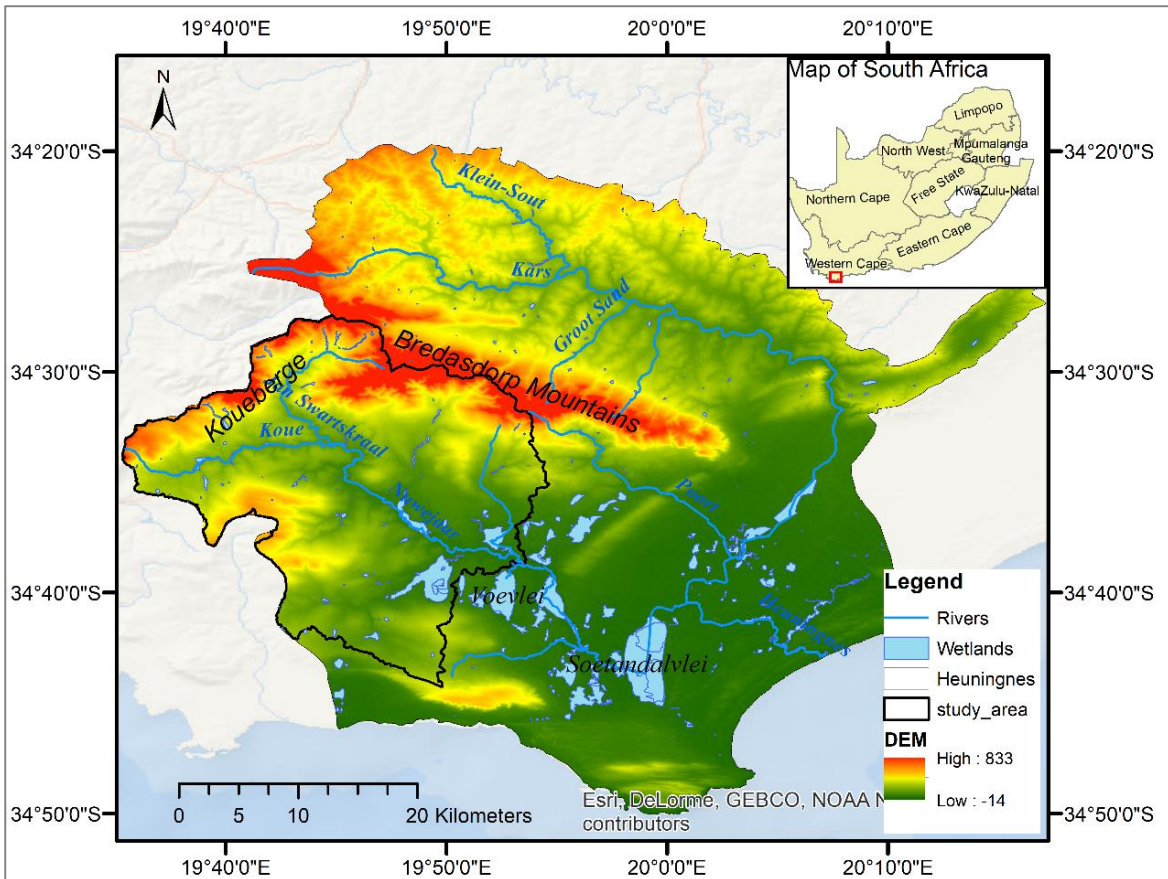 19°40'0"E 19°50'0"E 20°0'0"E 20°10'0"E
N
Map of South Africa
Limpopo
North West
Mpumalanga
Gauteng
Free State
KwaZulu-Natal
Northern Cape
Eastern Cape
Western Cape
34°20'0"S 34°20'0"S
Klein-Sout
Kars
Groot Sand
Bredasdorp Mountains
34°30'0"S 34°30'0"S
Koueberge
Swartskraal
Koue
Nuwejaar
Poort
34°40'0"S 34°40'0"S
Voevlei
Heuningnes
Soetandalvlei
Legend
Rivers
Wetlands
Heuningnes
study_area
DEM
High : 833
Low : -14
0 5 10 20 Kilometers
Esri, DeLorme, GEBCO, NOAA N
contributors
34°50'0"S 34°50'0"S
19°40'0"E 19°50'0"E 20°0'0"E 20°10'0"E